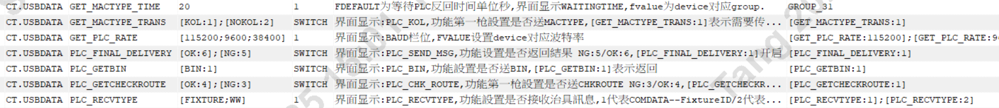 CT.USBDATA GET_MACTYPE_TIME 20 1 FDEFAULT为等待PLC反回时间单位秒,界面显示WAITINGTIME,fvalue为device对应group. GROUP_31
CT.USBDATA GET_MACTYPE_TRANS [KOL:1];[NOKOL:2] SWITCH 界面显示:PLC_KOL,功能第一枪設置是否送MACTYPE,[GET_MACTYPE_TRANS:1]表示需要传... [GET_MACTYPE_TRANS:1]
CT.USBDATA GET_PLC_RATE [115200;9600;38400] 1 界面显示:BAUD栏位,FVALUE设置device对应波特率 [GET_PLC_RATE:115200];[GET_PLC_RATE:9
CT.USBDATA PLC_FINAL_DELIVERY [OK:6];[NG:5] SWITCH 界面显示:PLC_SEND_MSG,功能设置是否返回結果 NG:5/OK:6,[PLC_FINAL_DELIVERY:1]开启 [PLC_FINAL_DELIVERY:1]
CT.USBDATA PLC_GETBIN [BIN:1] SWITCH 界面显示:PLC_BIN,功能設置是否送BIN,[PLC_GETBIN:1]表示返回 [PLC_GETBIN:1]
CT.USBDATA PLC_GETCHECKROUTE [OK:4];[NG:3] SWITCH 界面显示:PLC_CHK_ROUTE,功能第一枪設置是否送CHKROUTE NG:3/OK:4,[PLC_GETCHECKR... [PLC_GETCHECKROUTE:1]
CT.USBDATA PLC_RECVTYPE [FIXTURE;WW] 1 界面显示:PLC_RECVTYPE,功能設置是否接收治具訊息,1代表COMDATA--FixtureID/2代表... [PLC_RECVTYPE:1];[PLC_RECVTYPE:2]